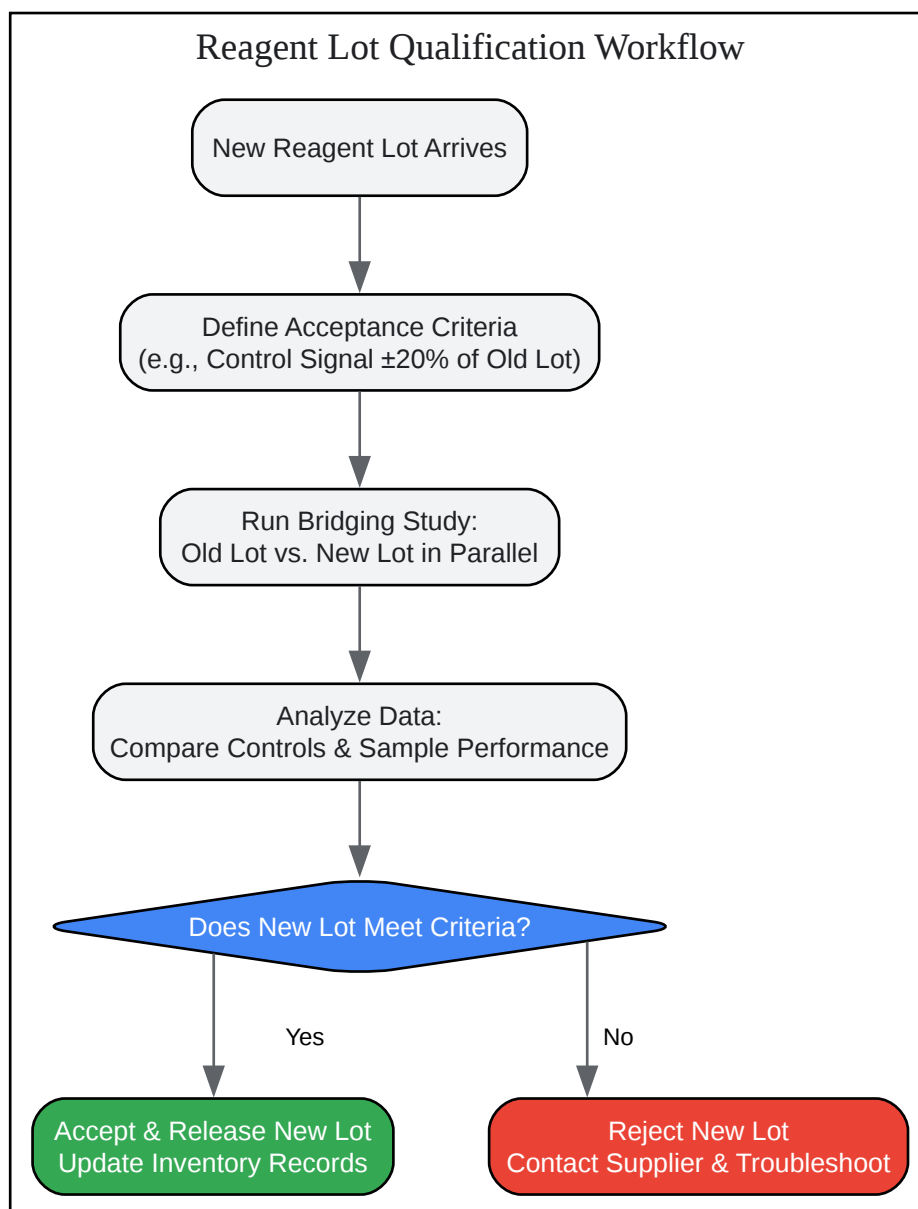 Reagent Lot Qualification Workflow
New Reagent Lot Arrives
Define Acceptance Criteria
(e.g., Control Signal ±20% of Old Lot)
Run Bridging Study:
Old Lot vs. New Lot in Parallel
Analyze Data:
Compare Controls & Sample Performance
Does New Lot Meet Criteria?
Yes
No
Accept & Release New Lot
Update Inventory Records
Reject New Lot
Contact Supplier & Troubleshoot